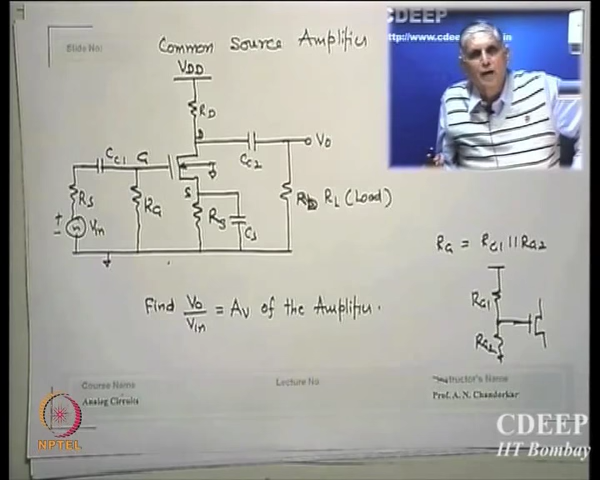 Slide No:
Common Source Amplifier
CDEEP
http://www.cdeep in
VDD
RD
D
CC1 G
CC2
Vo
S
RS
+
Vin
-
RG
RS
CS
RL (Load)
RG = RG1 || RG2
RG1
RG2
Find Vo/Vin = AV of the Amplifier.
Course Name
Analog Circuits
Lecture No
Instructor's Name
Prof. A. N. Chandorkar
NPTEL
CDEEP
IIT Bombay